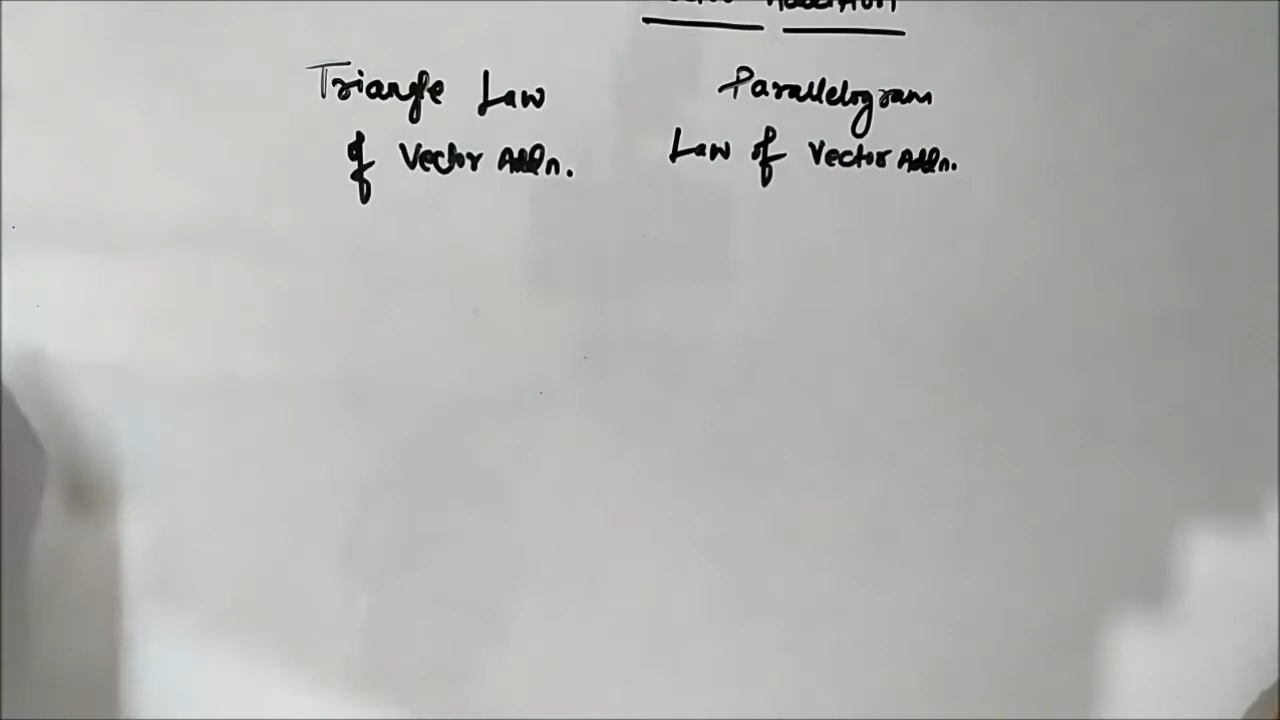 Triangle Law
of Vector Addn.
Parallelogram
Law of Vector Addn.